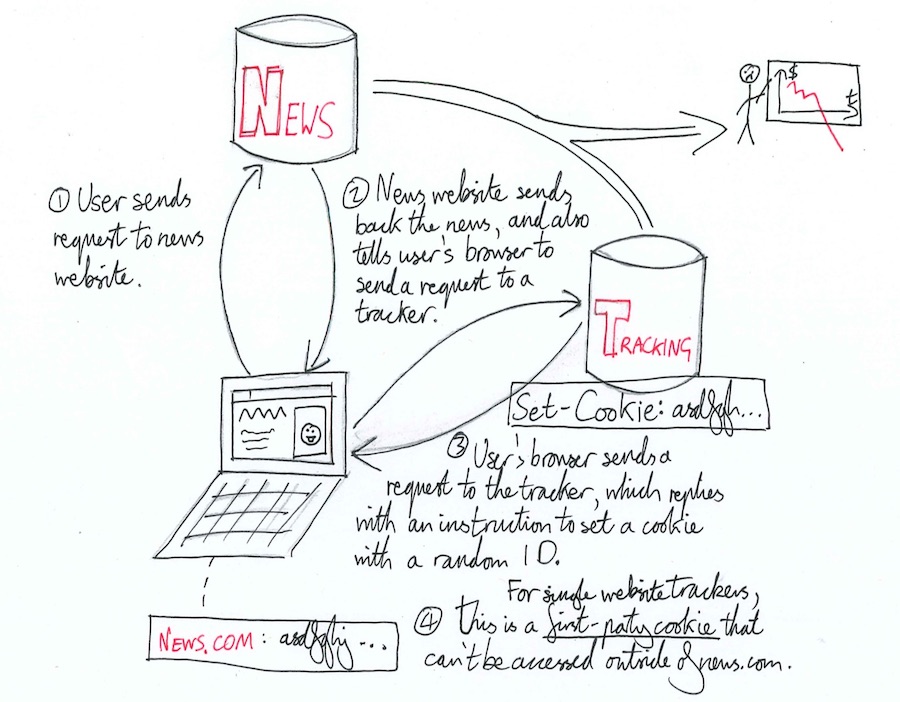 NEWS
$
t
① User sends
request to news
website.
② News website sends
back the news, and also
tells user's browser to
send a request to a
tracker.
TRACKING
Set-Cookie: asdfgh...
③ User's browser sends a
request to the tracker, which replies
with an instruction to set a cookie
with a random ID.
For single website trackers,
④ this is a first-party cookie that
can't be accessed outside of news.com.
NEWS.COM: asdfghj...